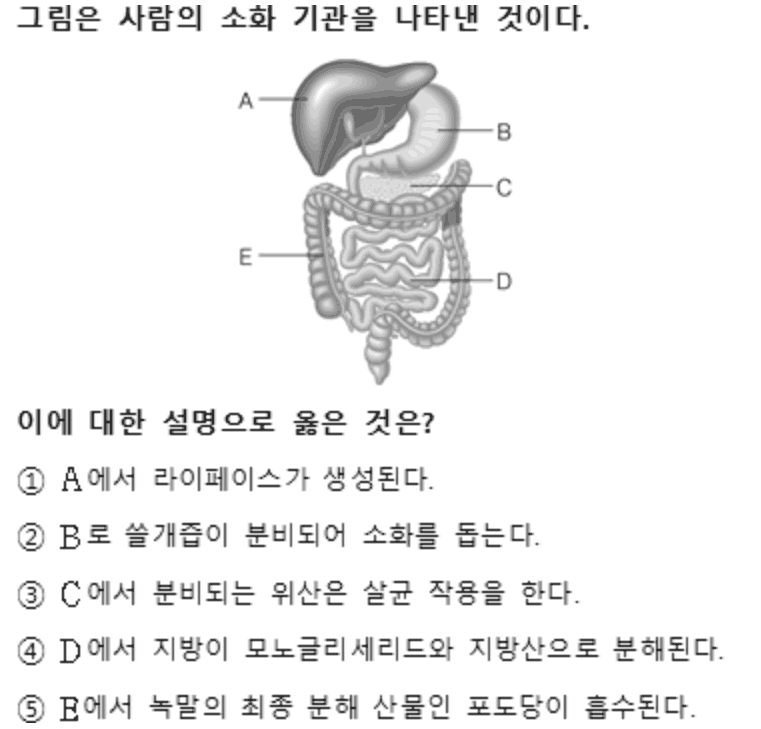 그림은 사람의 소화 기관을 나타낸 것이다.
A
B
C
E
D
이에 대한 설명으로 옳은 것은?
① A에서 라이페이스가 생성된다.
② B로 쓸개즙이 분비되어 소화를 돕는다.
③ C에서 분비되는 위산은 살균 작용을 한다.
④ D에서 지방이 모노글리세리드와 지방산으로 분해된다.
⑤ E에서 녹말의 최종 분해 산물인 포도당이 흡수된다.